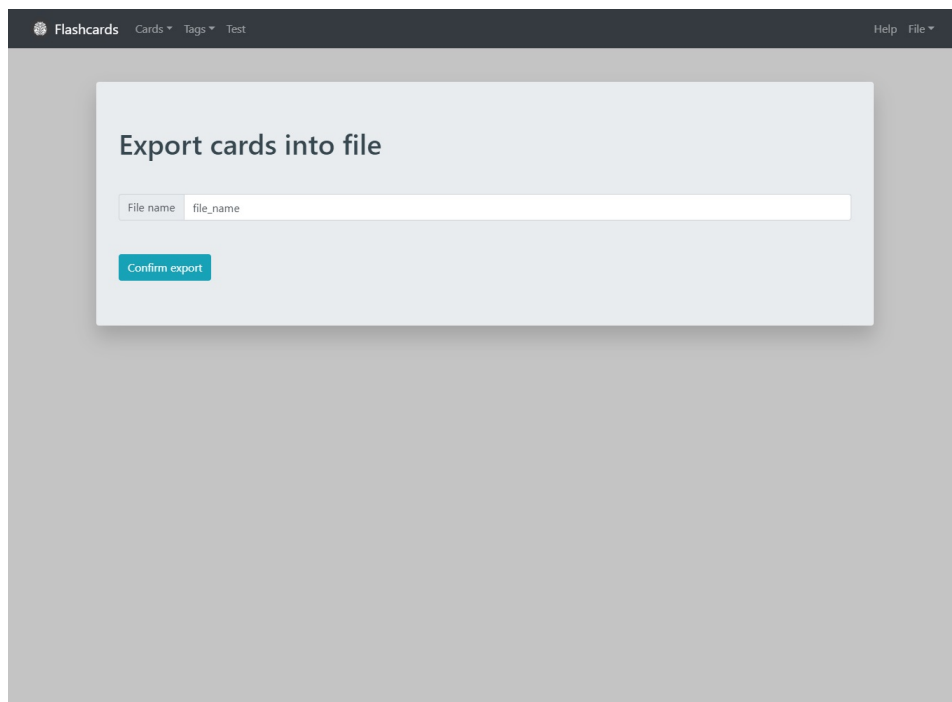 Flashcards Cards Tags Test Help File
Export cards into file
File name file_name
Confirm export